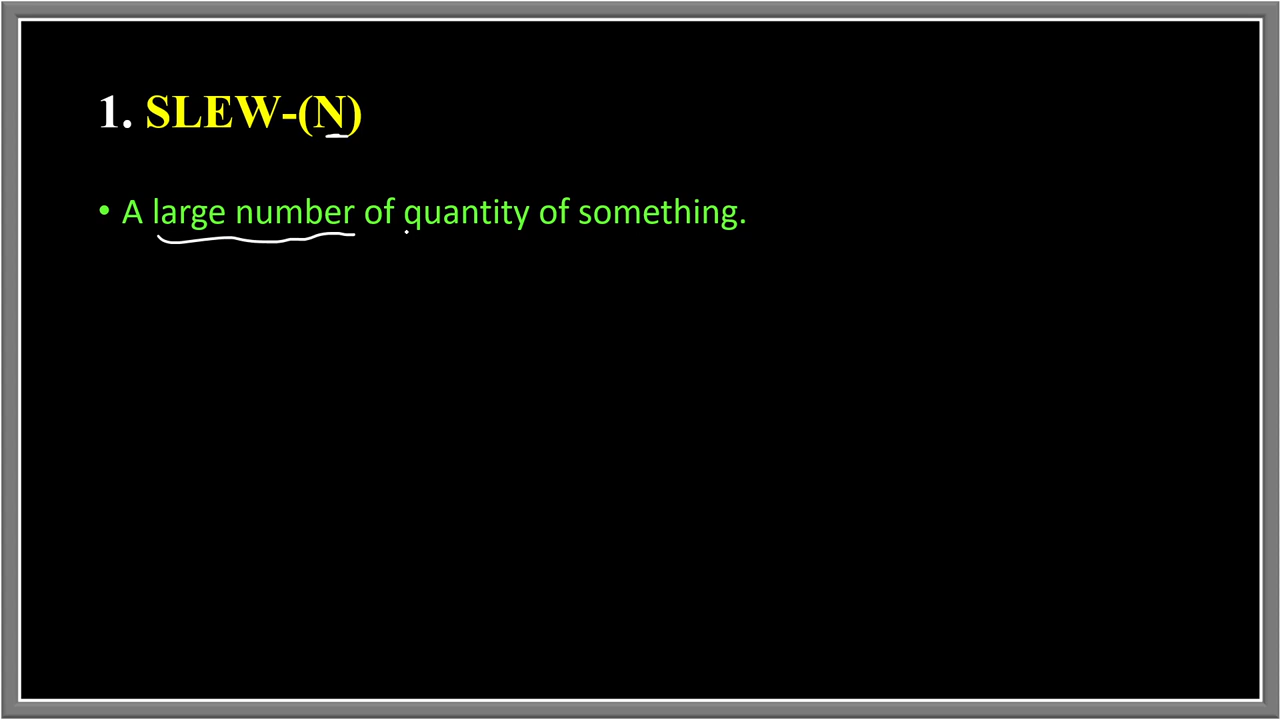 1. SLEW-(N)
• A large number of quantity of something.